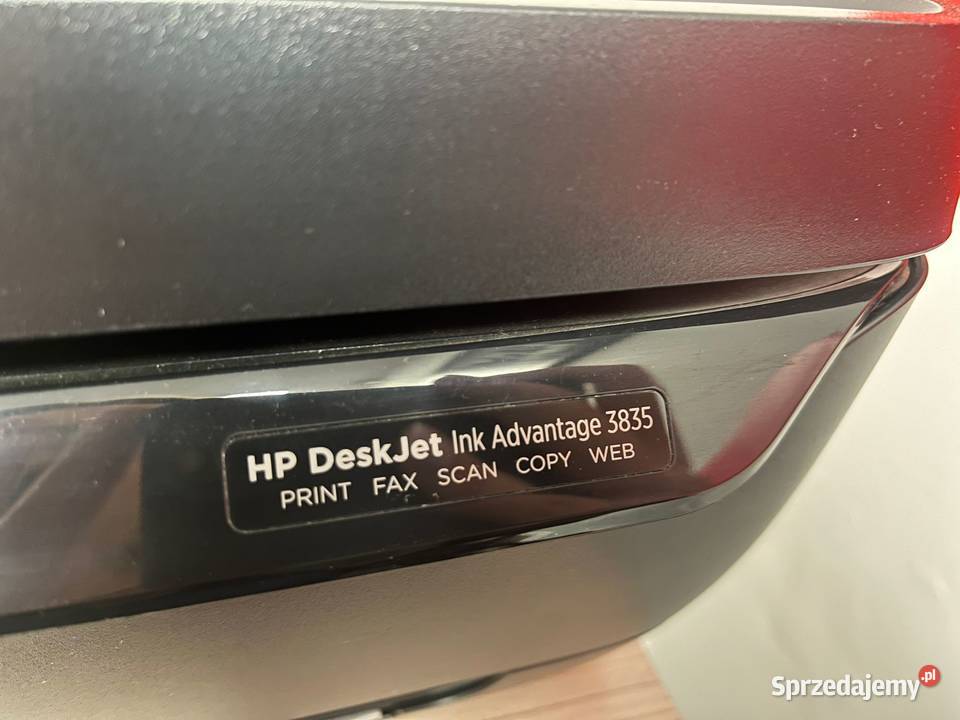 HP DeskJet Ink Advantage 3835
PRINT FAX SCAN COPY WEB
Sprzedajemy.pl